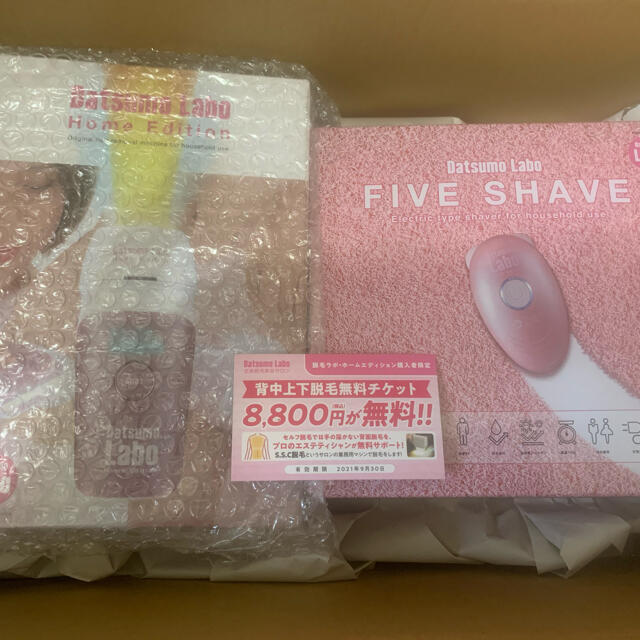 Datsumo Labo
Home Edition
Datsumo
Labo
Datsumo Labo
FIVE SHAVE
Electric type shaver for household use
Labo
Datsumo Labo
脱毛ラボ・ホームエディション購入者限定
背中上下脱毛無料チケット
8,800円(税込)が無料!!
セルフ脱毛では手の届かない背面脱毛を、
プロのエステティシャンが無料サポート!
S.S.C脱毛というサロンの業務用マシンで脱毛をします!
有効期限 2021年9月30日